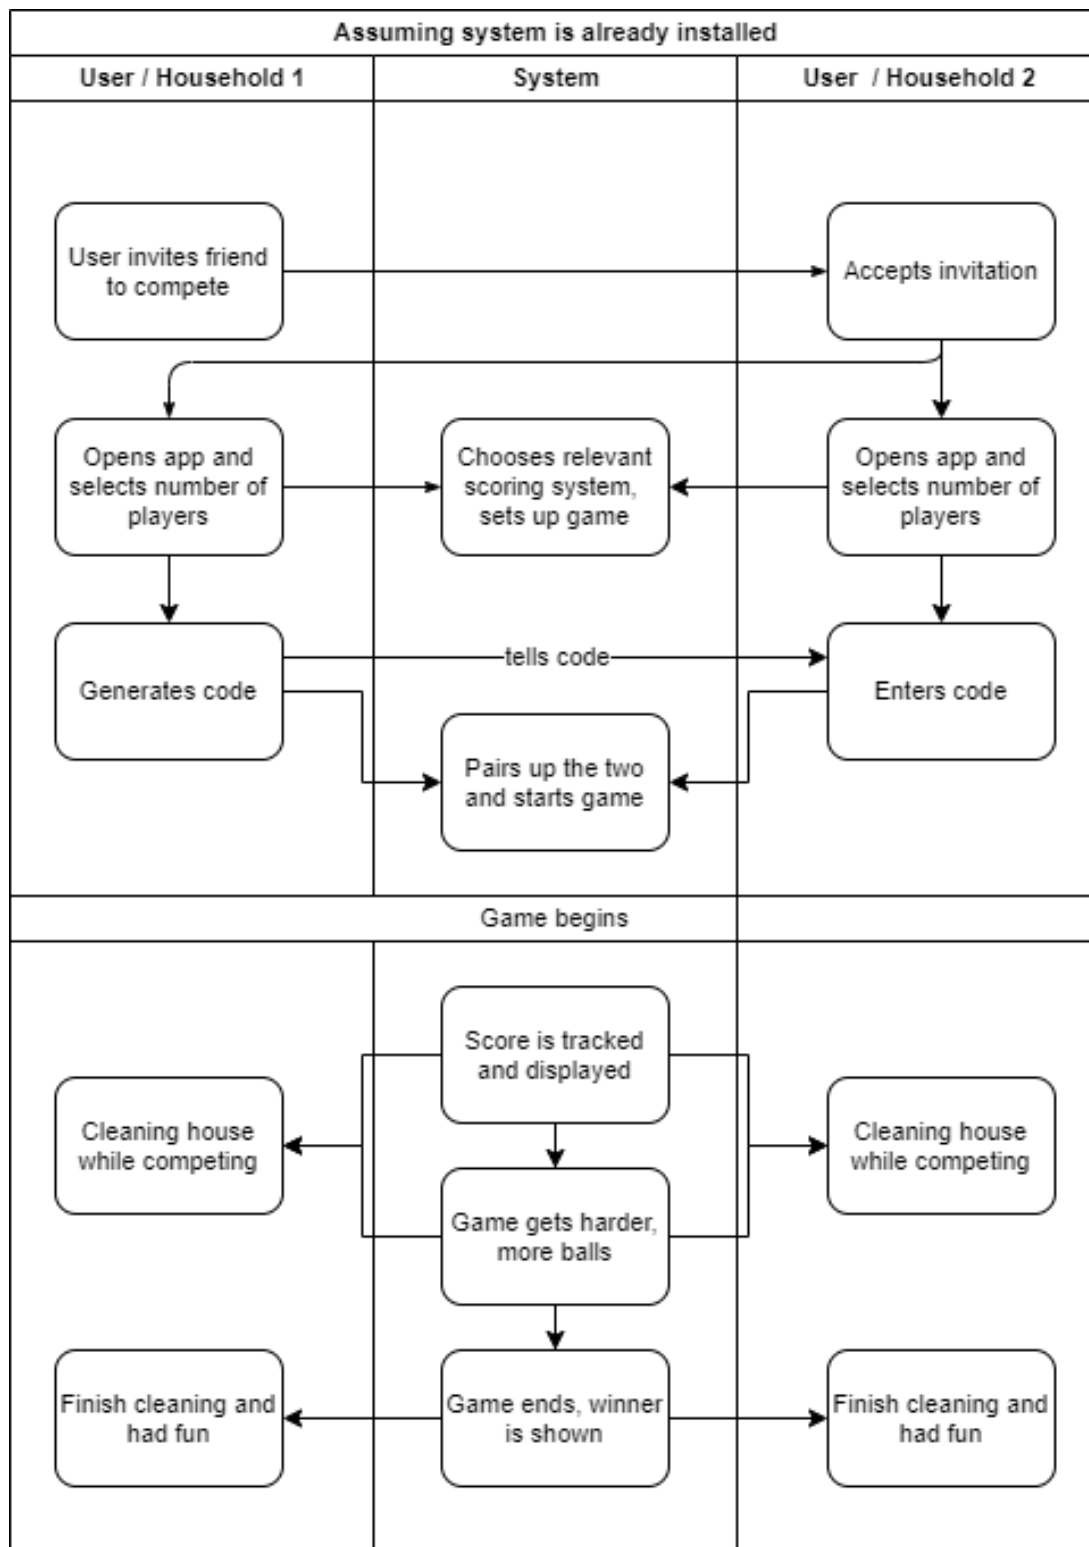 Assuming system is already installed
User / Household 1
System
User / Household 2
User invites friend
to compete
Accepts invitation
Opens app and
selects number of
players
Chooses relevant
scoring system,
sets up game
Opens app and
selects number of
players
Generates code
tells code
Enters code
Pairs up the two
and starts game
Game begins
Score is tracked
and displayed
Cleaning house
while competing
Cleaning house
while competing
Game gets harder,
more balls
Finish cleaning and
had fun
Game ends, winner
is shown
Finish cleaning and
had fun